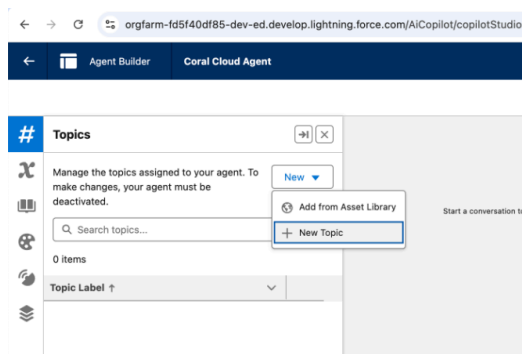 orgfarm-fd5f40df85-dev-ed.develop.lightning.force.com/AiCopilot/copilotStudio
Agent Builder
Coral Cloud Agent
Topics
Manage the topics assigned to your agent. To
make changes, your agent must be
deactivated.
New
Add from Asset Library
New Topic
Search topics...
0 items
Topic Label
Start a conversation t